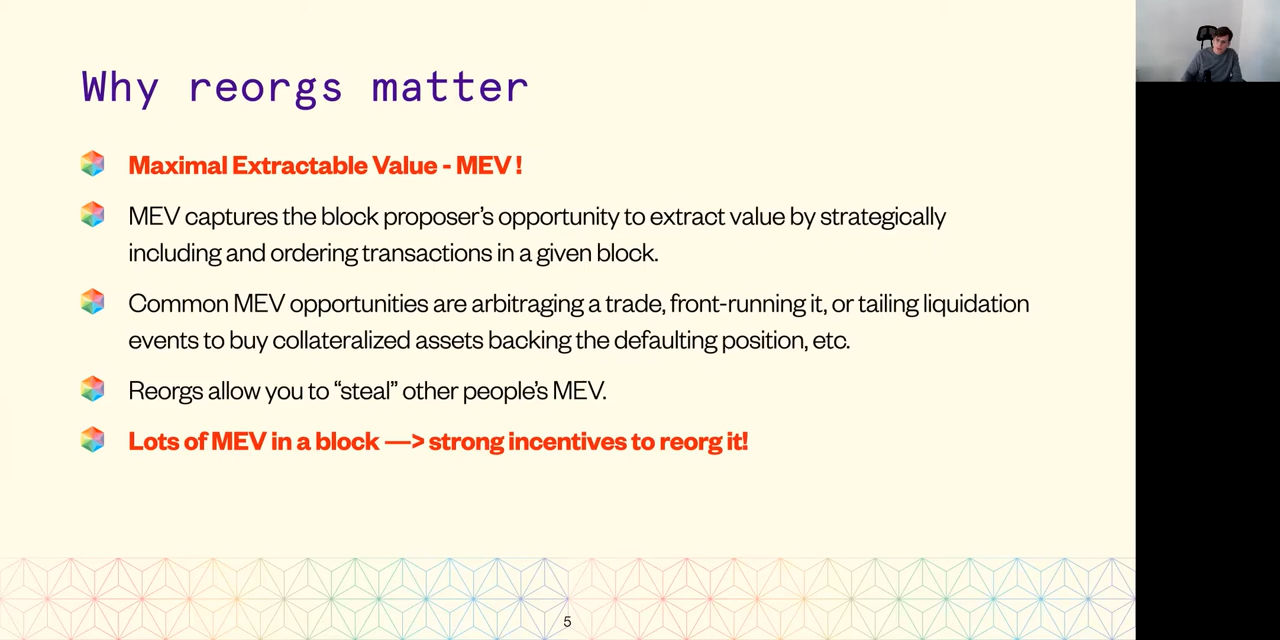 Why reorgs matter
Maximal Extractable Value - MEV !
MEV captures the block proposer’s opportunity to extract value by strategically
including and ordering transactions in a given block.
Common MEV opportunities are arbitraging a trade, front-running it, or tailing liquidation
events to buy collateralized assets backing the defaulting position, etc.
Reorgs allow you to “steal” other people’s MEV.
Lots of MEV in a block —> strong incentives to reorg it!
5